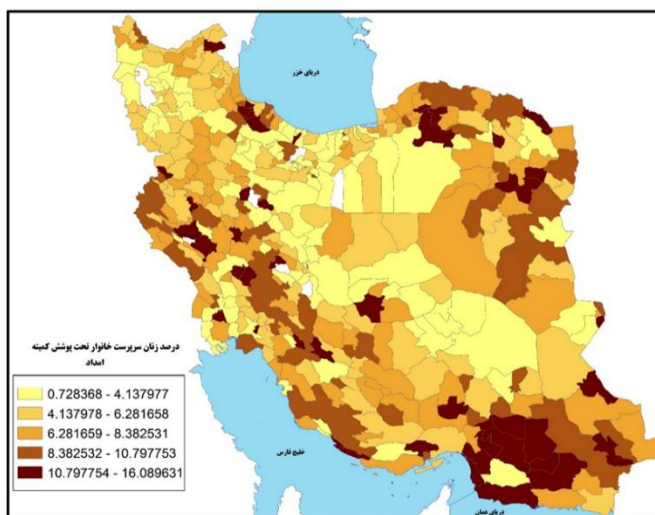 دریای خزر
درصد زنان سرپرست خانوار تحت پوشش کمیته
امداد
0.728368 - 4.137977
4.137978 - 6.281658
6.281659 - 8.382531
8.382532 - 10.797753
10.797754 - 16.089631
خلیج فارس
دریای عمان